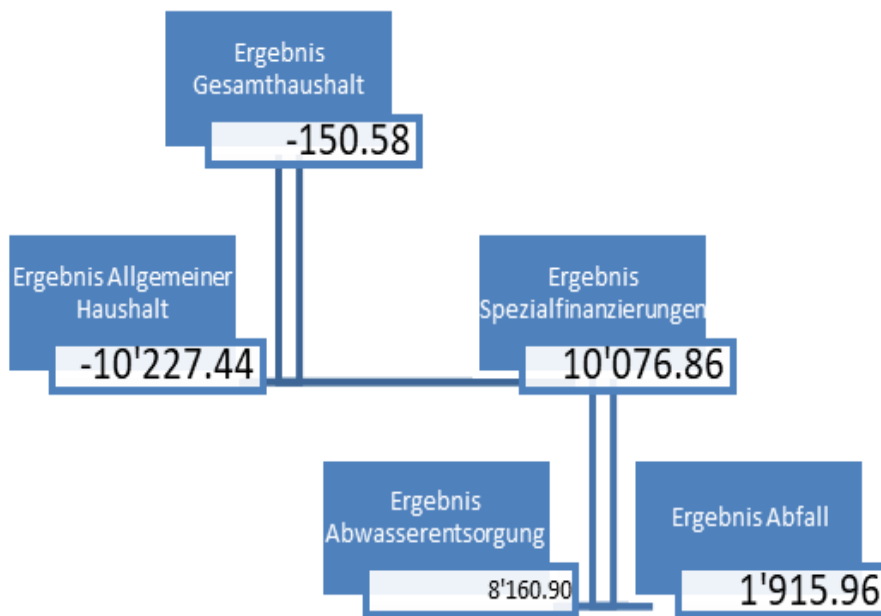 Ergebnis
Gesamthaushalt
-150.58
Ergebnis Allgemeiner
Haushalt
-10'227.44
Ergebnis
Spezialfinanzierungen
10'076.86
Ergebnis
Abwasserentsorgung
8'160.90
Ergebnis Abfall
1'915.96